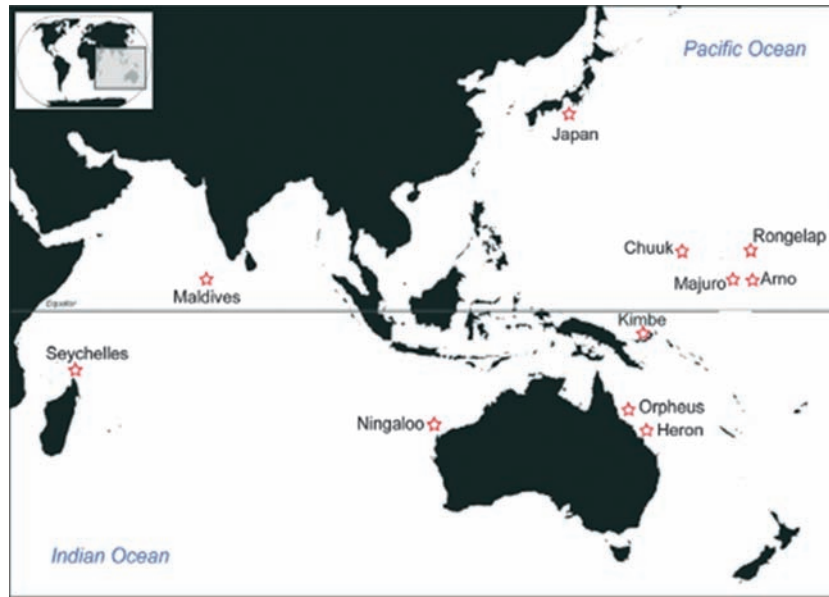 Pacific Ocean
Japan
Chuuk
Rongelap
Majuro
Arno
Maldives
Equator
Kimbe
Seychelles
Orpheus
Ningaloo
Heron
Indian Ocean